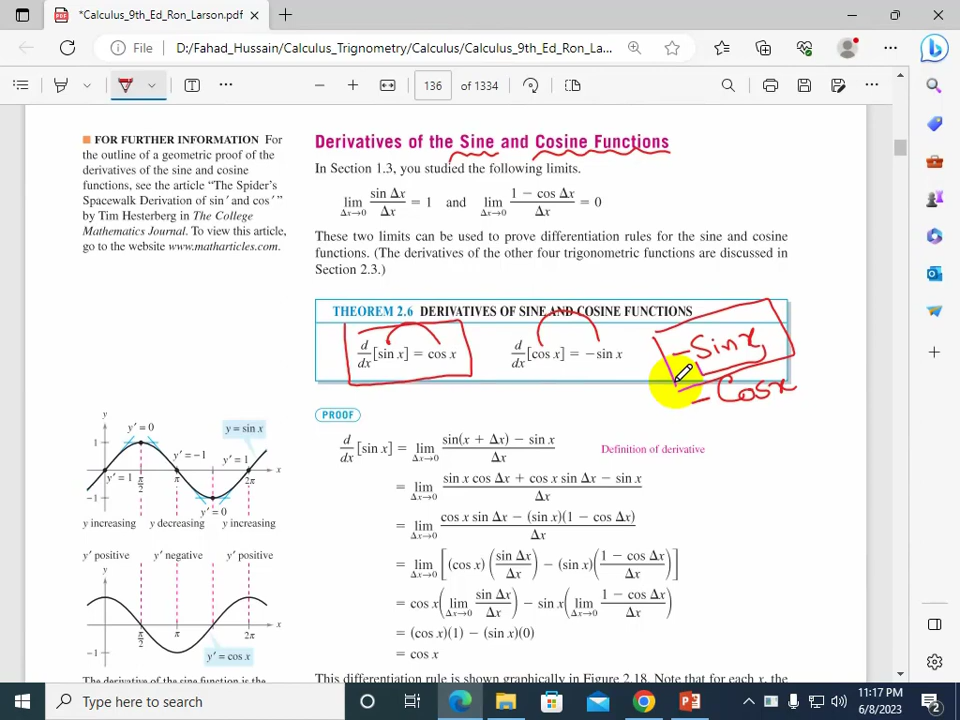 *Calculus_9th_Ed_Ron_Larson.pdf
File
D:/Fahad_Hussain/Calculus_Trignometry/Calculus/Calculus_9th_Ed_Ron_La...
136 of 1334
FOR FURTHER INFORMATION For
the outline of a geometric proof of the
derivatives of the sine and cosine
functions, see the article “The Spider’s
Spacewalk Derivation of sin′ and cos′ ”
by Tim Hesterberg in The College
Mathematics Journal. To view this article,
go to the website www.matharticles.com.
Derivatives of the Sine and Cosine Functions
In Section 1.3, you studied the following limits.
lim Δx→0 sin Δx / Δx = 1 and lim Δx→0 1 − cos Δx / Δx = 0
These two limits can be used to prove differentiation rules for the sine and cosine
functions. (The derivatives of the other four trigonometric functions are discussed in
Section 2.3.)
THEOREM 2.6 DERIVATIVES OF SINE AND COSINE FUNCTIONS
d/dx [sin x] = cos x d/dx [cos x] = −sin x
−Sinx
−Cosx
PROOF
d/dx [sin x] = lim Δx→0 sin(x + Δx) − sin x / Δx Definition of derivative
= lim Δx→0 sin x cos Δx + cos x sin Δx − sin x / Δx
= lim Δx→0 cos x sin Δx − (sin x)(1 − cos Δx) / Δx
= lim Δx→0 [(cos x)(sin Δx / Δx) − (sin x)(1 − cos Δx / Δx)]
= cos x(lim Δx→0 sin Δx / Δx) − sin x(lim Δx→0 1 − cos Δx / Δx)
= (cos x)(1) − (sin x)(0)
= cos x
This differentiation rule is shown graphically in Figure 2.18. Note that for each x, the
y
y′ = 0
y = sin x
1
y′ = −1
y′ = 1
x
y′ = 1
π/2
π
2π
−1
y′ = 0
y increasing y decreasing y increasing
y′ positive y′ negative y′ positive
y
x
π/2
π
2π
−1
y′ = cos x
The derivative of the sine function is the
Type here to search
11:17 PM
6/8/2023
2